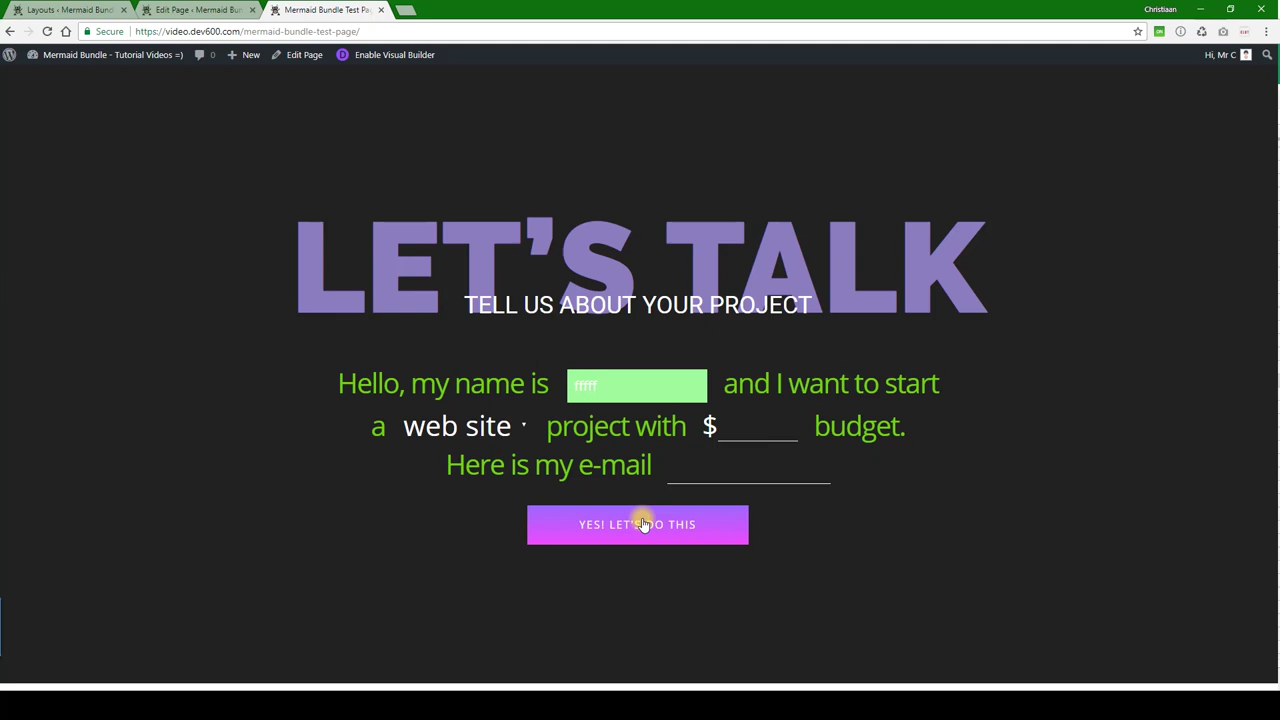 Layouts ‹ Mermaid Bund
Edit Page ‹ Mermaid Bun
Mermaid Bundle Test Pa
Christiaan
Secure
https://video.dev600.com/mermaid-bundle-test-page/
Mermaid Bundle - Tutorial Videos =)
0
New
Edit Page
D
Enable Visual Builder
Hi, Mr C
LET'S TALK
TELL US ABOUT YOUR PROJECT
Hello, my name is fffff and I want to start
a web site project with $ budget.
Here is my e-mail
YES! LET'S DO THIS